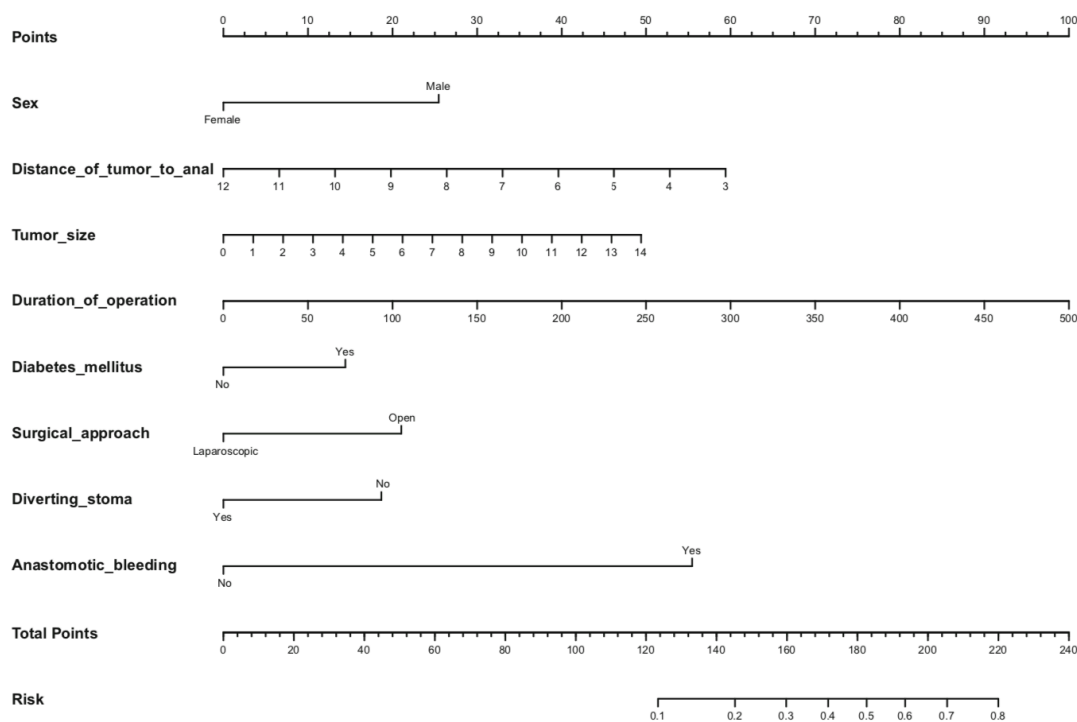 0 10 20 30 40 50 60 70 80 90 100
Points
Male
Sex
Female
Distance_of_tumor_to_anal
12 11 10 9 8 7 6 5 4 3
Tumor_size
0 1 2 3 4 5 6 7 8 9 10 11 12 13 14
Duration_of_operation
0 50 100 150 200 250 300 350 400 450 500
Yes
Diabetes_mellitus
No
Open
Surgical_approach
Laparoscopic
No
Diverting_stoma
Yes
Yes
Anastomotic_bleeding
No
Total Points
0 20 40 60 80 100 120 140 160 180 200 220 240
Risk
0.1 0.2 0.3 0.4 0.5 0.6 0.7 0.8